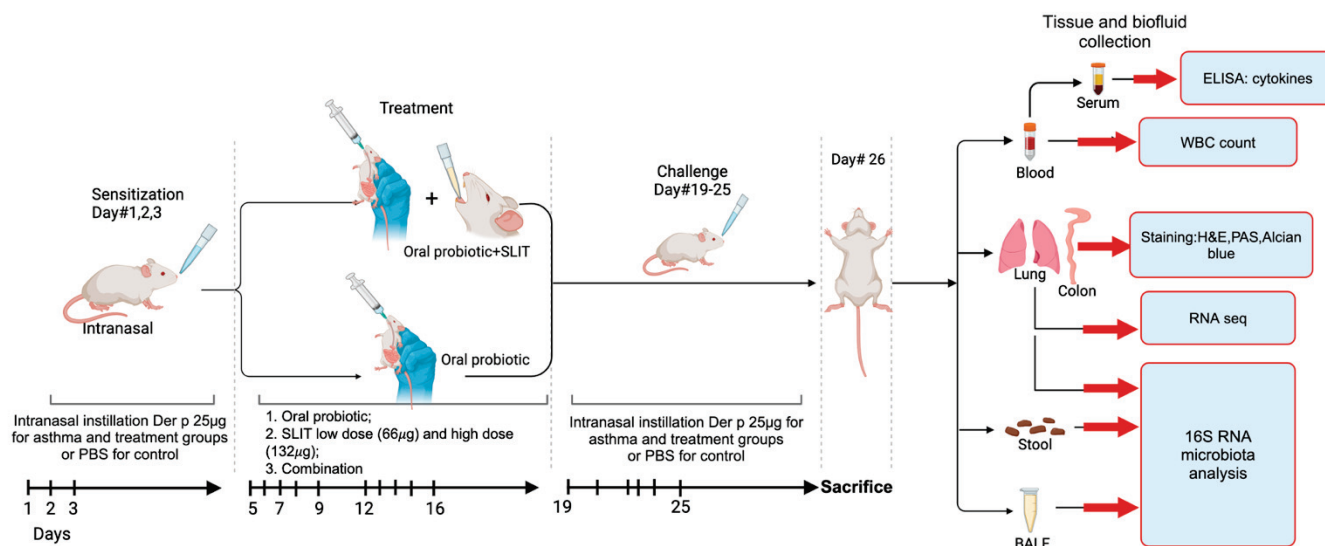 Sensitization
Day#1,2,3
Intranasal
Intranasal instillation Der p 25µg
for asthma and treatment groups
or PBS for control
1 2 3
Days
Treatment
+
Oral probiotic+SLIT
Oral probiotic
1. Oral probiotic;
2. SLIT low dose (66µg) and high dose
(132µg);
3. Combination
5 6 7 9 12 16
Challenge
Day#19-25
Intranasal instillation Der p 25µg for
asthma and treatment groups
or PBS for control
19 25
Day# 26
Sacrifice
Tissue and biofluid
collection
Serum
ELISA: cytokines
Blood
WBC count
Lung
Colon
Staining:H&E,PAS,Alcian
blue
RNA seq
Stool
16S RNA
microbiota
analysis
BALF